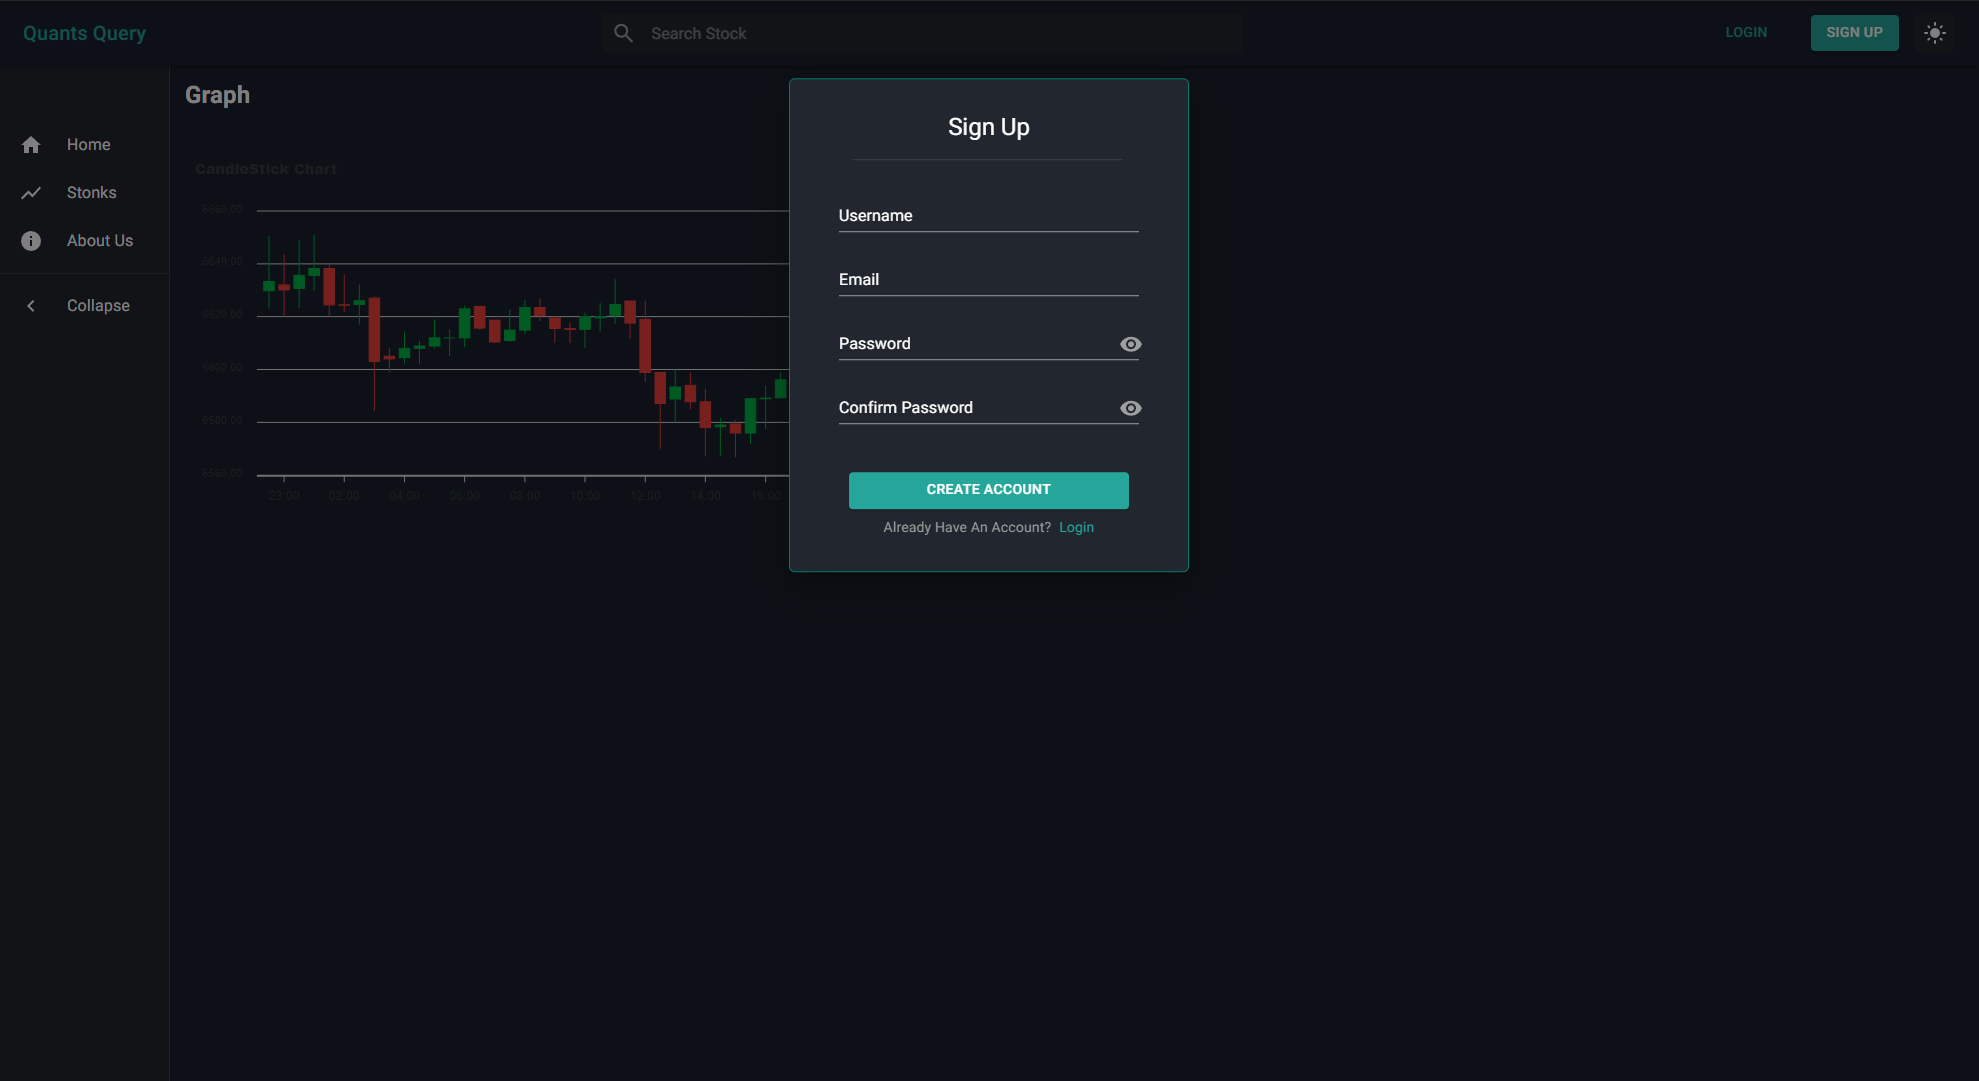 Quants Query
Search Stock
LOGIN
SIGN UP
Home
Stonks
About Us
Collapse
Graph
CandleStick Chart
6660.00
6640.00
6620.00
6600.00
6580.00
6560.00
23:00 02:00 04:00 06:00 08:00 10:00 12:00 14:00 16:00
Sign Up
Username
Email
Password
Confirm Password
CREATE ACCOUNT
Already Have An Account? Login